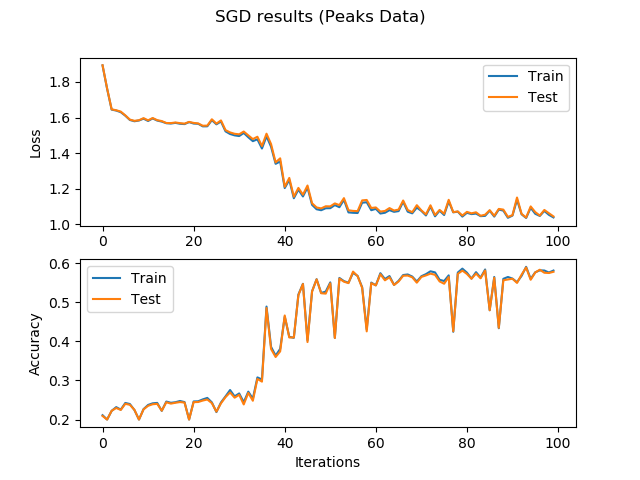 SGD results (Peaks Data)
1.8
1.6
1.4
1.2
1.0
Loss
Train
Test
0 20 40 60 80 100
0.6
0.5
0.4
0.3
0.2
Accuracy
Train
Test
0 20 40 60 80 100
Iterations